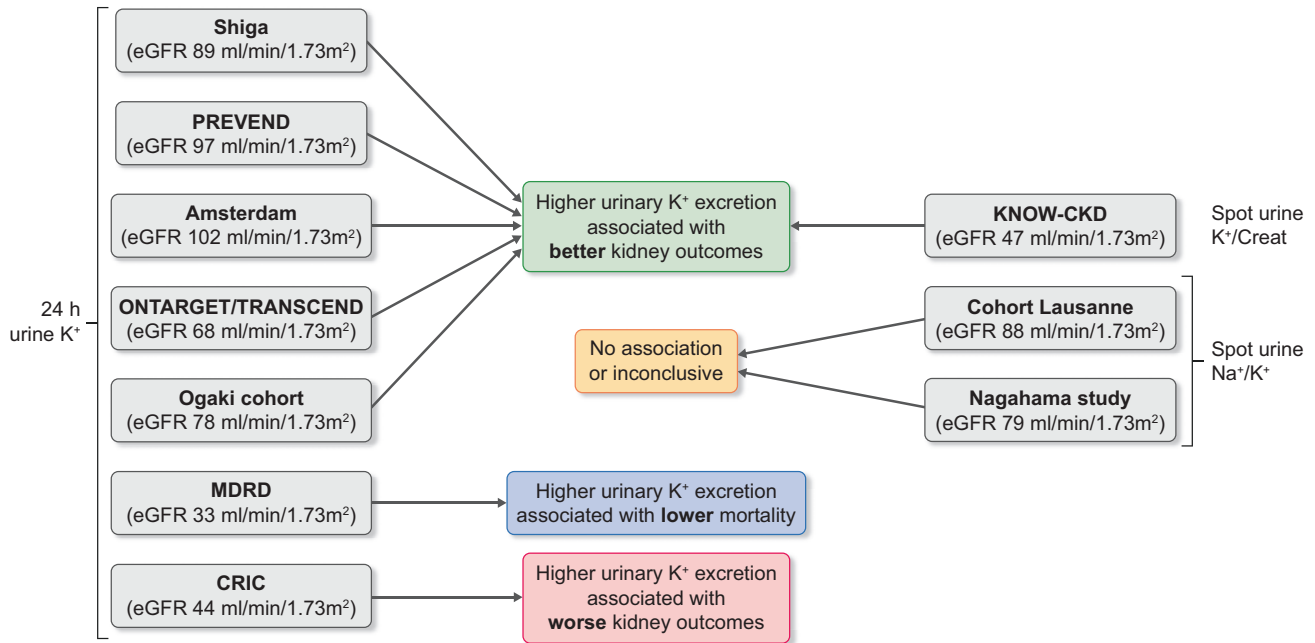 Shiga
(eGFR 89 ml/min/1.73m²)
PREVEND
(eGFR 97 ml/min/1.73m²)
Amsterdam
(eGFR 102 ml/min/1.73m²)
ONTARGET/TRANSCEND
(eGFR 68 ml/min/1.73m²)
Ogaki cohort
(eGFR 78 ml/min/1.73m²)
MDRD
(eGFR 33 ml/min/1.73m²)
CRIC
(eGFR 44 ml/min/1.73m²)
24 h
urine K⁺
Higher urinary K⁺ excretion
associated with
better kidney outcomes
No association
or inconclusive
Higher urinary K⁺ excretion
associated with lower mortality
Higher urinary K⁺ excretion
associated with
worse kidney outcomes
KNOW-CKD
(eGFR 47 ml/min/1.73m²)
Spot urine
K⁺/Creat
Cohort Lausanne
(eGFR 88 ml/min/1.73m²)
Nagahama study
(eGFR 79 ml/min/1.73m²)
Spot urine
Na⁺/K⁺